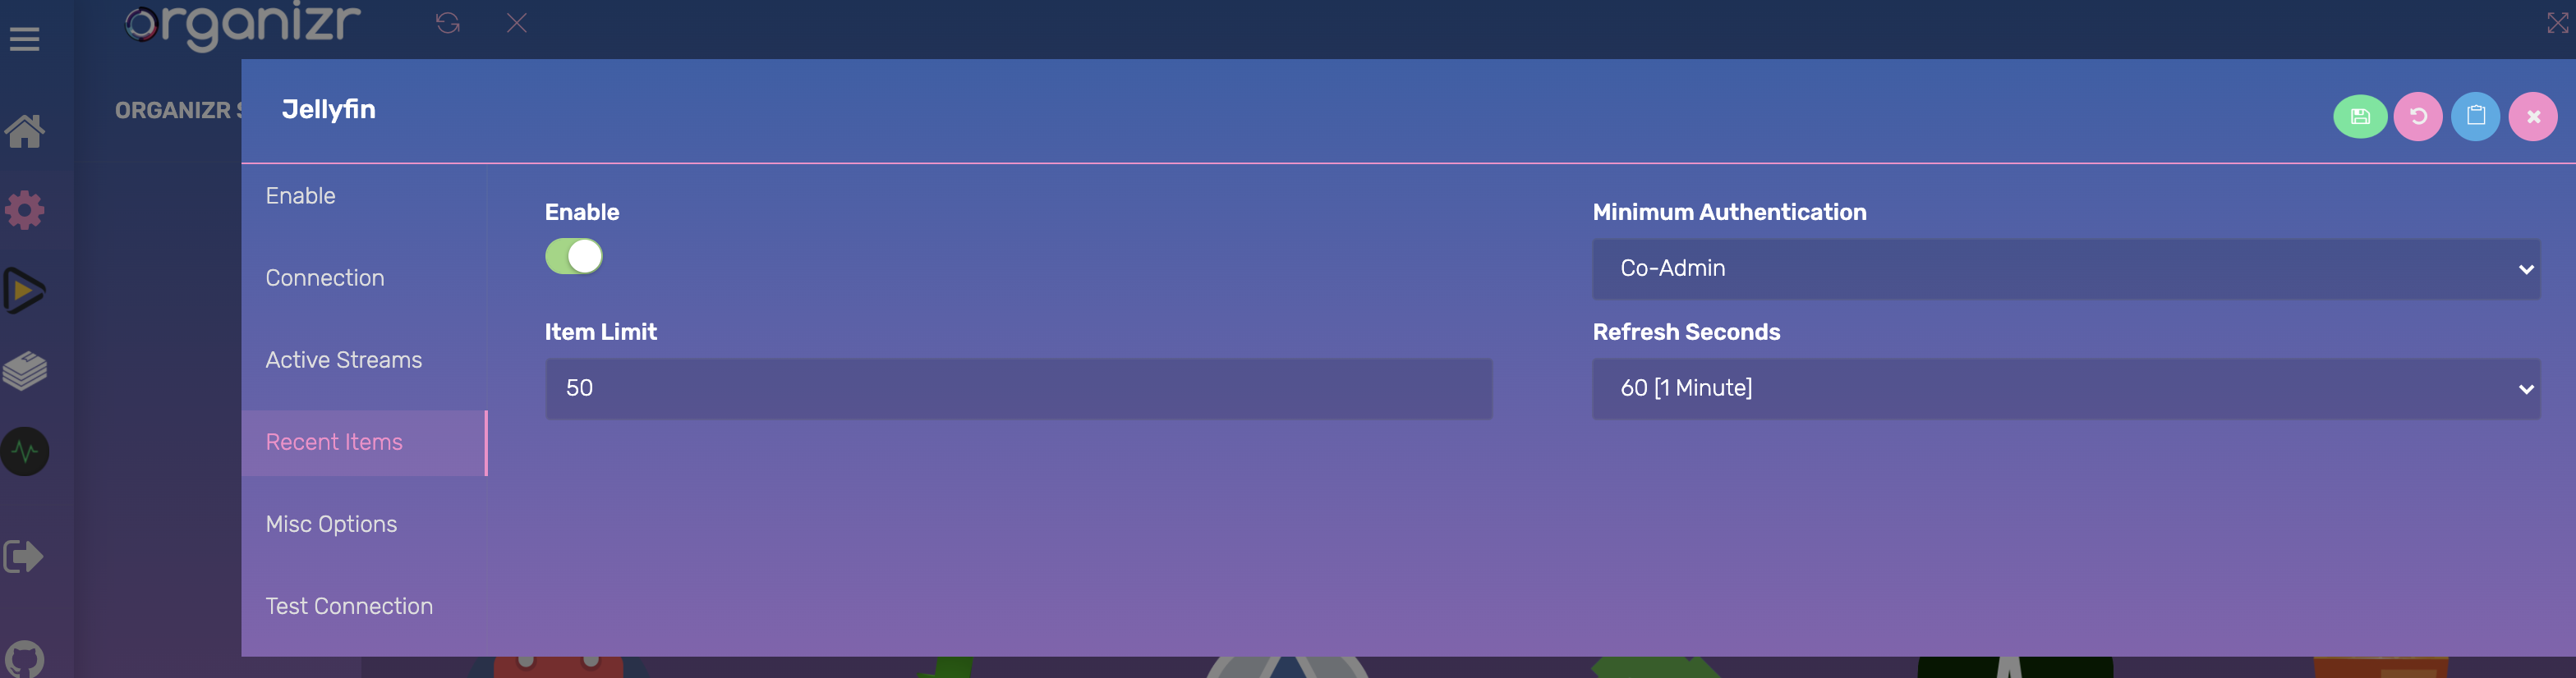 organizr
ORGANIZR S
Jellyfin
Enable
Connection
Active Streams
Recent Items
Misc Options
Test Connection
Enable
Minimum Authentication
Co-Admin
Item Limit
Refresh Seconds
50
60 [1 Minute]